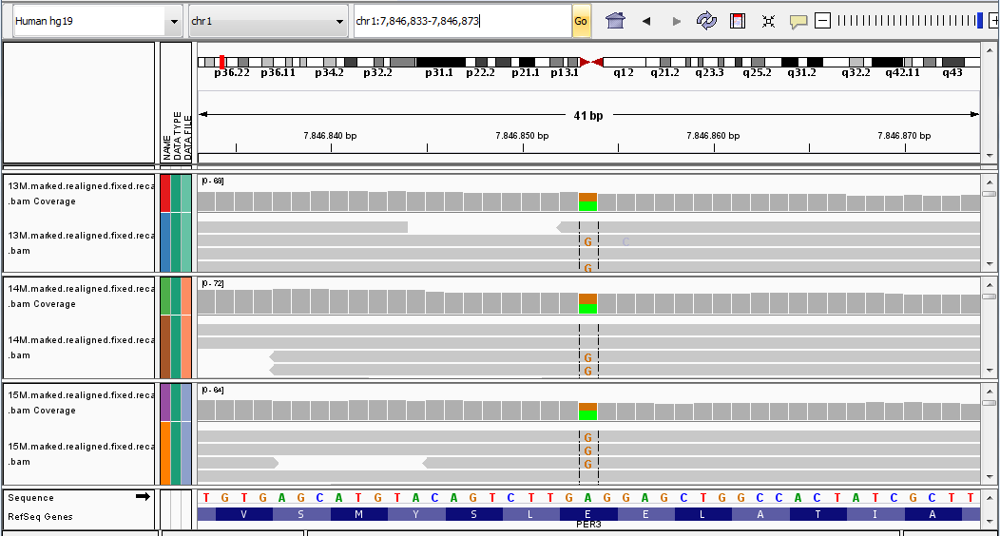 Human hg19 chr1 chr1:7,846,833-7,846,873 Go
p36.22 p36.11 p34.2 p32.2 p31.1 p22.2 p21.1 p13.1 q12 q21.2 q23.3 q25.2 q31.2 q32.2 q42.11 q43
41 bp
NAME
DATA TYPE
DATA FILE
7.846.840 bp 7.846.850 bp 7.846.860 bp 7.846.870 bp
[0 - 68]
13M.marked.realigned.fixed.reca
.bam Coverage
13M.marked.realigned.fixed.reca
.bam
G C
G
[0 - 72]
14M.marked.realigned.fixed.reca
.bam Coverage
14M.marked.realigned.fixed.reca
.bam
G
G
[0 - 64]
15M.marked.realigned.fixed.reca
.bam Coverage
15M.marked.realigned.fixed.reca
.bam
G
G
G
Sequence T G T G A G C A T G T A C A G T C T T G A G G A G C T G G C C A C T A T C G C T T
RefSeq Genes V S M Y S L E E L A T I A
PER3